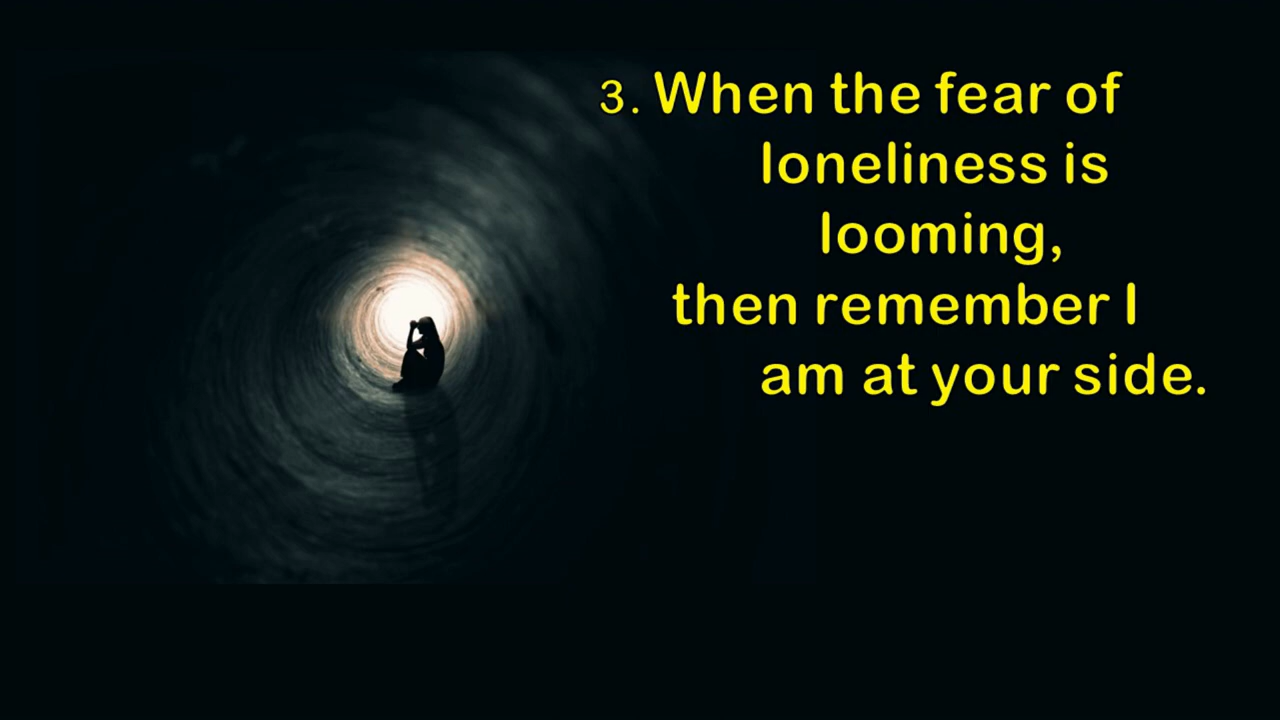 3. When the fear of
loneliness is
looming,
then remember I
am at your side.